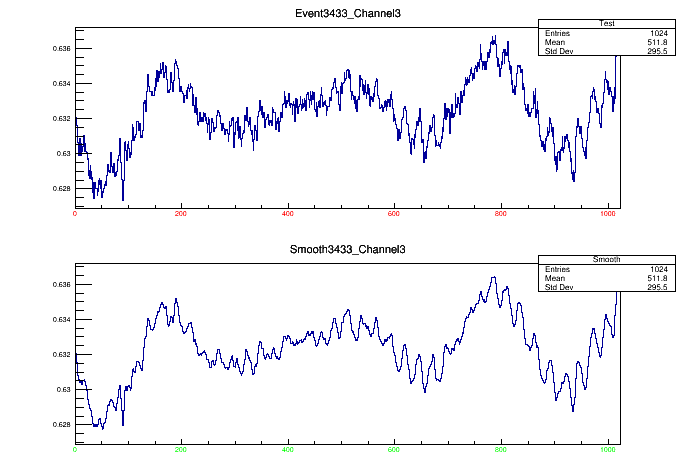 Event3433_Channel3
Test
Entries 1024
Mean 511.8
Std Dev 295.5
0.636
0.634
0.632
0.63
0.628
0 200 400 600 800 1000
Smooth3433_Channel3
Smooth
Entries 1024
Mean 511.8
Std Dev 295.5
0.636
0.634
0.632
0.63
0.628
0 200 400 600 800 1000